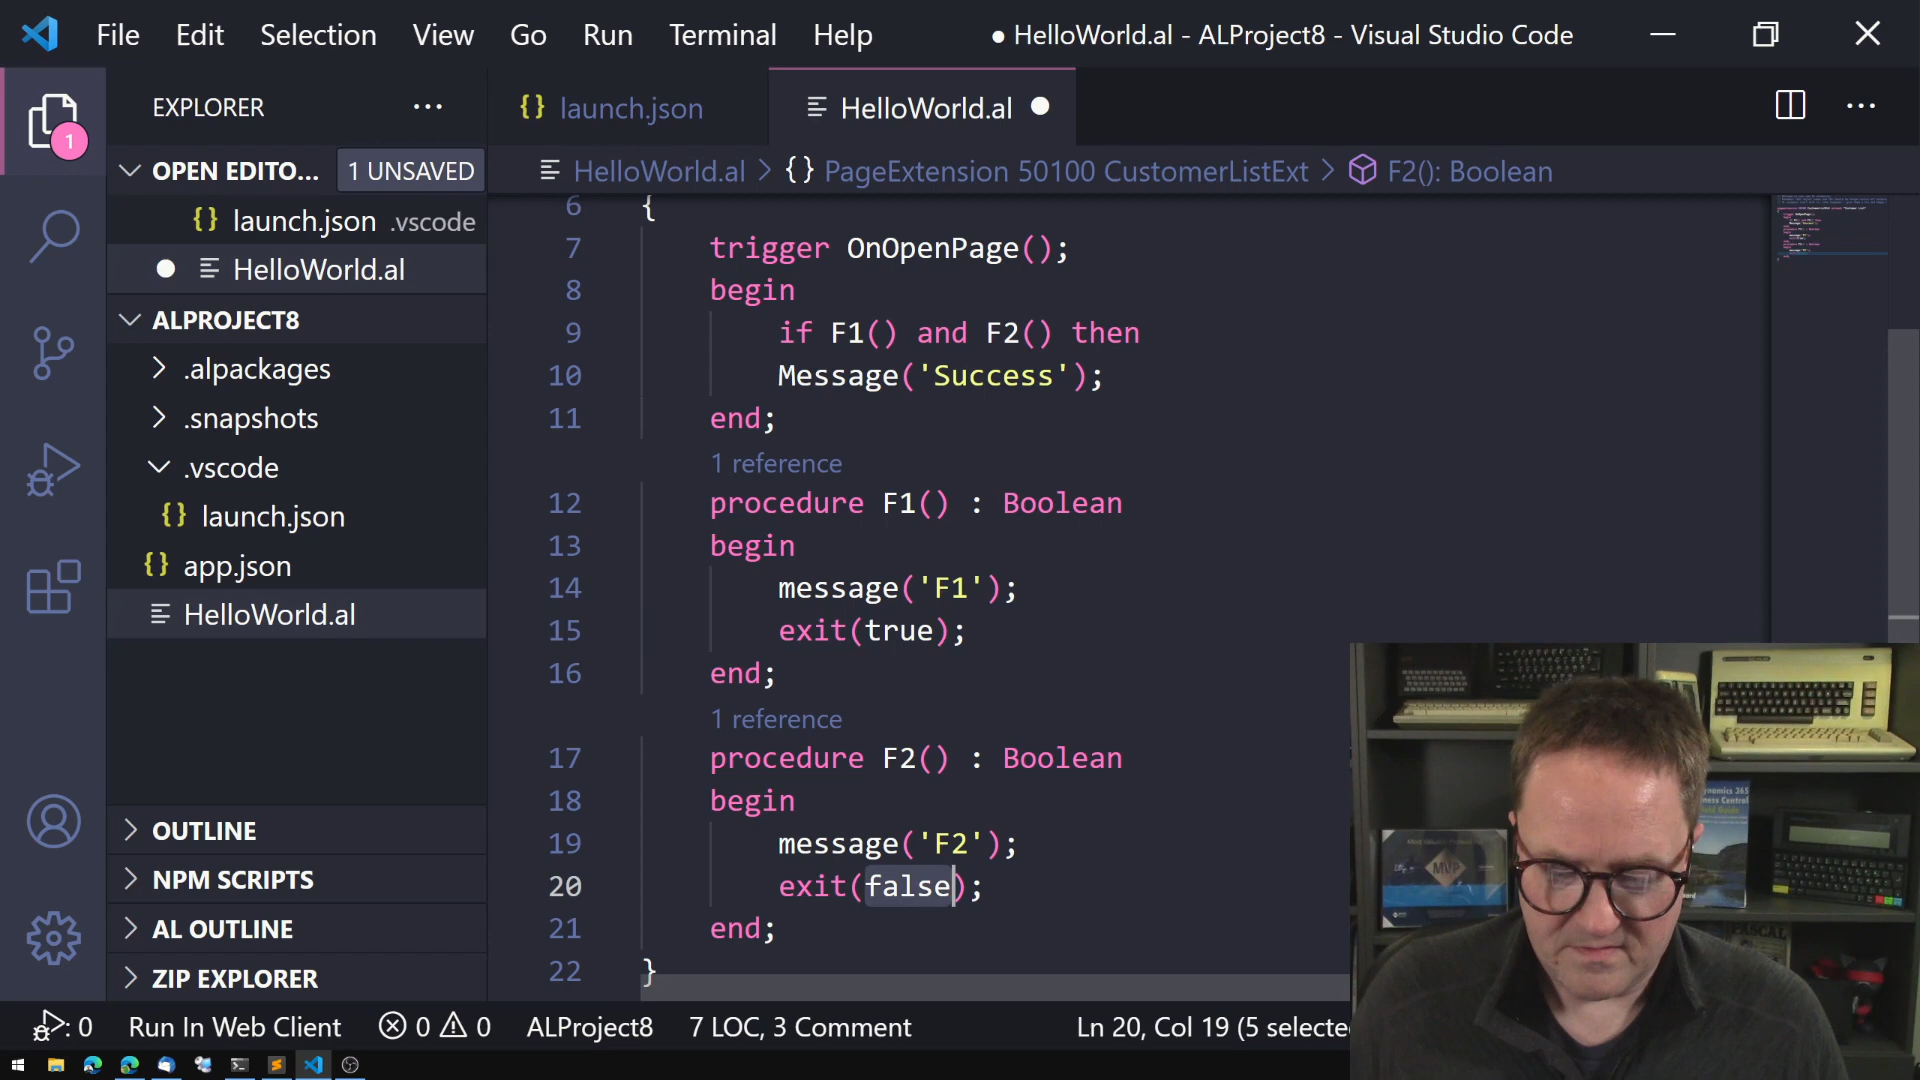 File Edit Selection View Go Run Terminal Help ● HelloWorld.al - ALProject8 - Visual Studio Code
EXPLORER
1
OPEN EDITO... 1 UNSAVED
launch.json .vscode
HelloWorld.al
ALPROJECT8
.alpackages
.snapshots
.vscode
launch.json
app.json
HelloWorld.al
OUTLINE
NPM SCRIPTS
AL OUTLINE
ZIP EXPLORER
launch.json HelloWorld.al
HelloWorld.al > {} PageExtension 50100 CustomerListExt > F2(): Boolean
6 {
7 trigger OnOpenPage();
8 begin
9 if F1() and F2() then
10 Message('Success');
11 end;
1 reference
12 procedure F1() : Boolean
13 begin
14 message('F1');
15 exit(true);
16 end;
1 reference
17 procedure F2() : Boolean
18 begin
19 message('F2');
20 exit(false);
21 end;
22 }
: 0 Run In Web Client 0 0 ALProject8 7 LOC, 3 Comment Ln 20, Col 19 (5 selecte
MVP
PASCAL